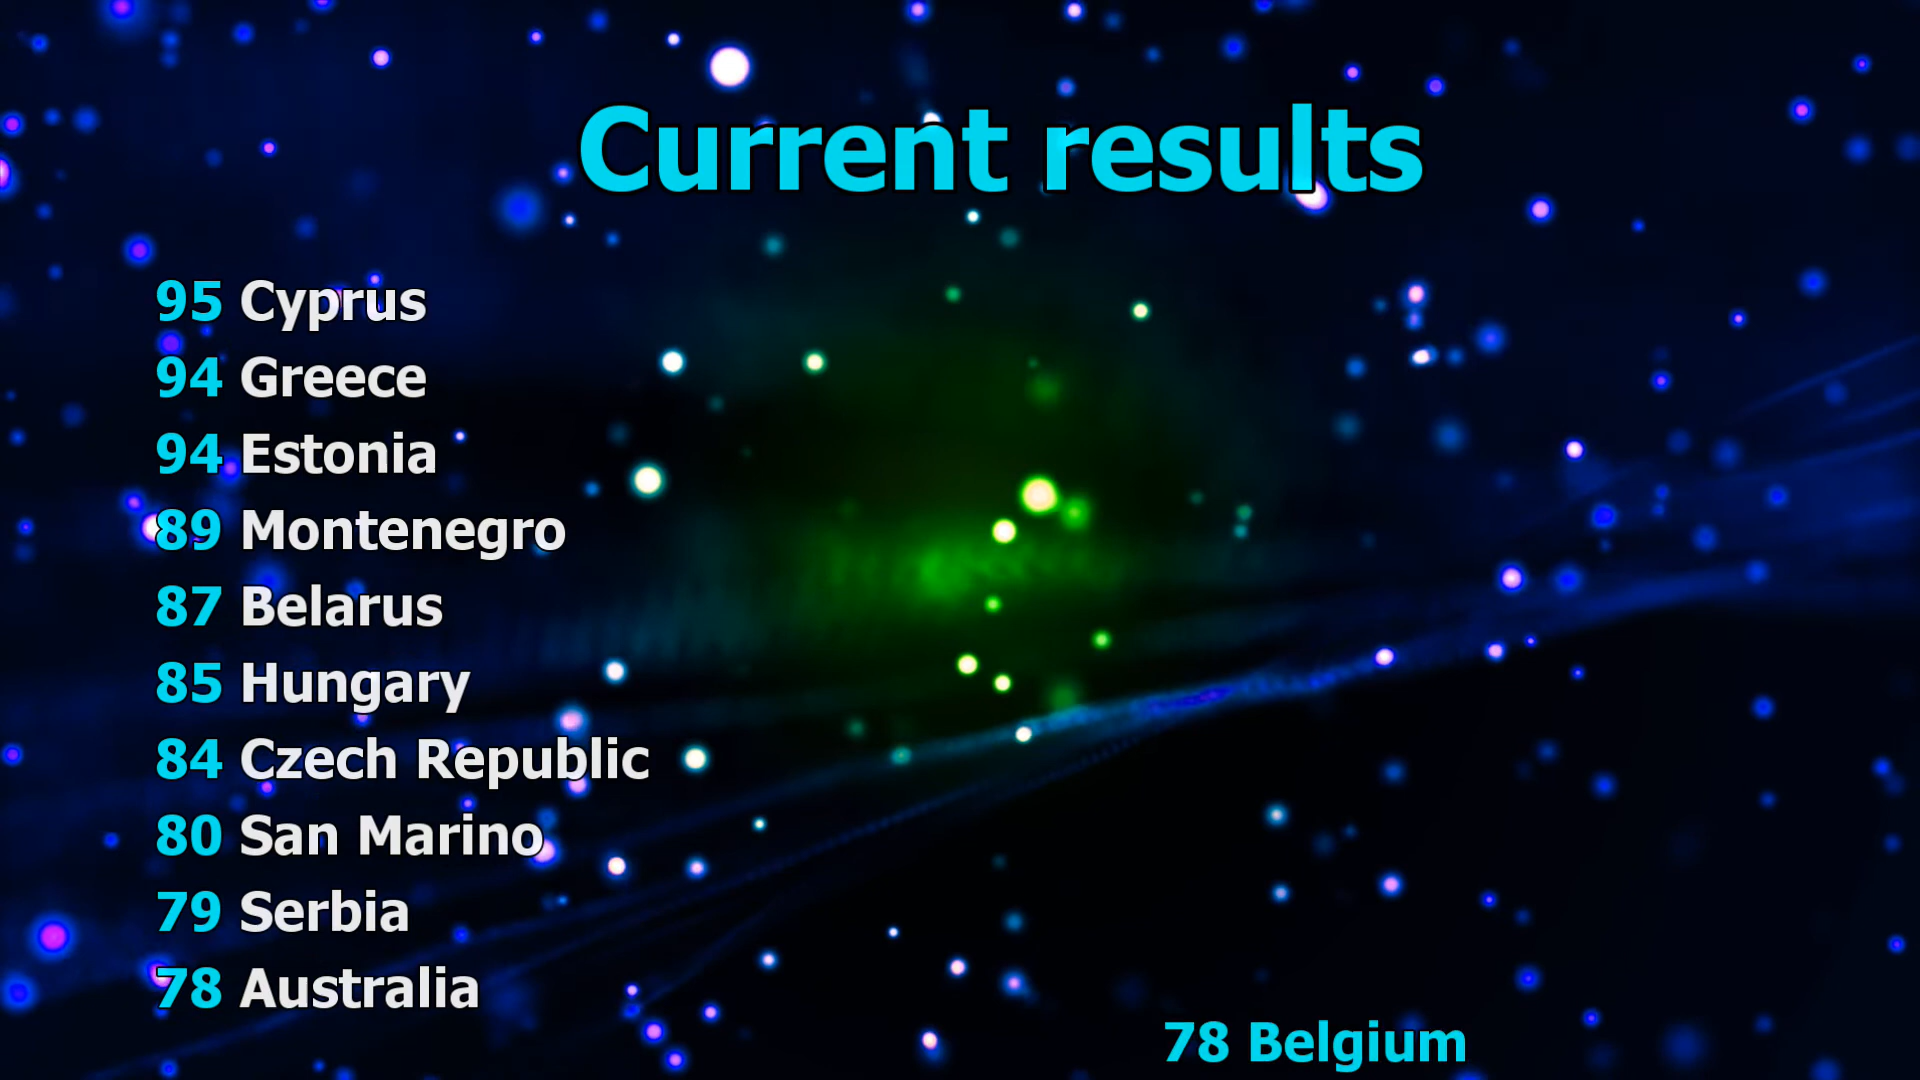 Current results
95 Cyprus
94 Greece
94 Estonia
89 Montenegro
87 Belarus
85 Hungary
84 Czech Republic
80 San Marino
79 Serbia
78 Australia
78 Belgium